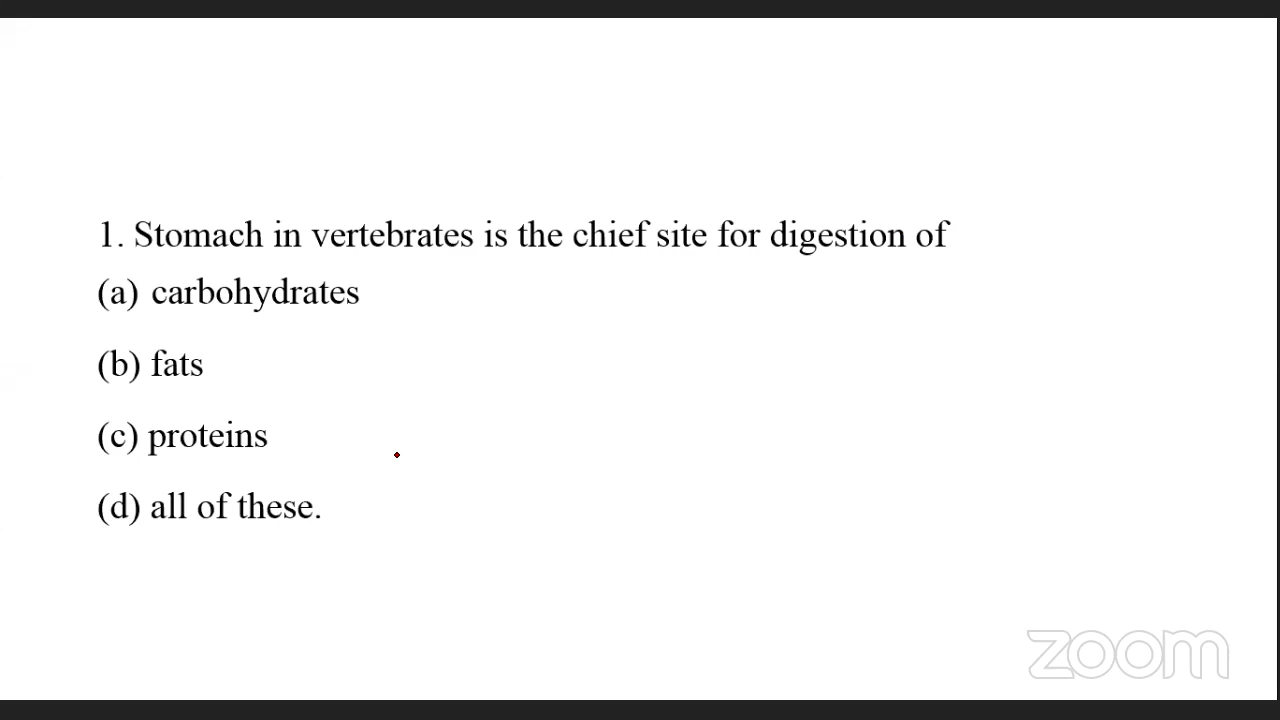 1. Stomach in vertebrates is the chief site for digestion of
(a) carbohydrates
(b) fats
(c) proteins
(d) all of these.
zoom